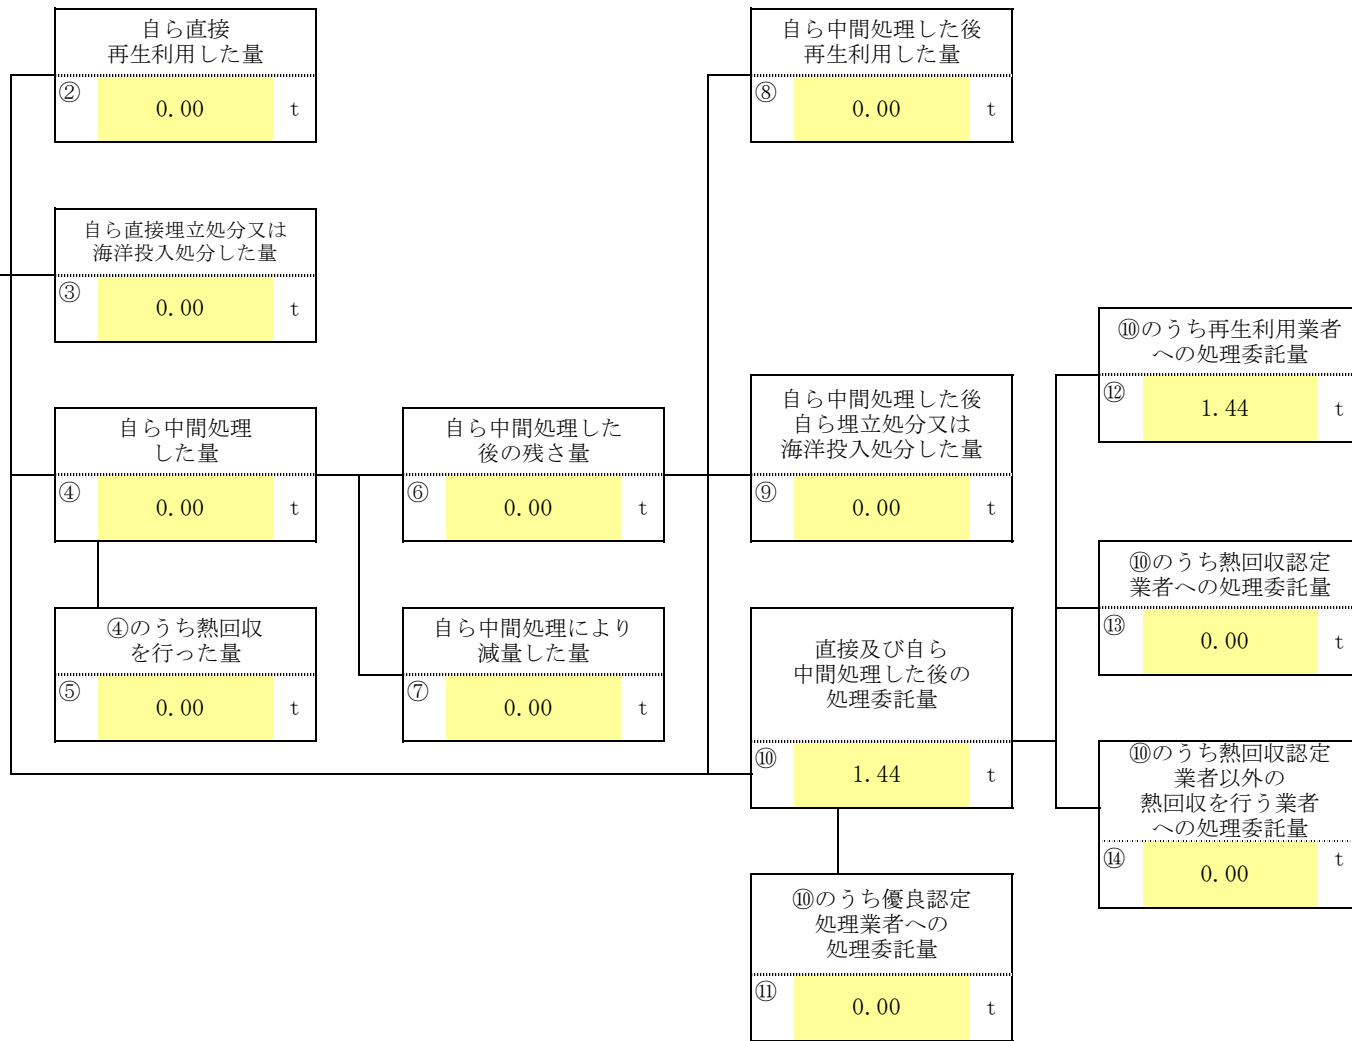 自ら直接
再生利用した量
② 0.00 t
自ら直接埋立処分又は
海洋投入処分した量
③ 0.00 t
自ら中間処理
した量
④ 0.00 t
④のうち熱回収
を行った量
⑤ 0.00 t
自ら中間処理した
後の残さ量
⑥ 0.00 t
自ら中間処理により
減量した量
⑦ 0.00 t
自ら中間処理した後
再生利用した量
⑧ 0.00 t
自ら中間処理した後
自ら埋立処分又は
海洋投入処分した量
⑨ 0.00 t
直接及び自ら
中間処理した後の
処理委託量
⑩ 1.44 t
⑩のうち優良認定
処理業者への
処理委託量
⑪ 0.00 t
⑩のうち再生利用業者
への処理委託量
⑫ 1.44 t
⑩のうち熱回収認定
業者への処理委託量
⑬ 0.00 t
⑩のうち熱回収認定
業者以外の
熱回収を行う業者
への処理委託量
⑭ 0.00 t